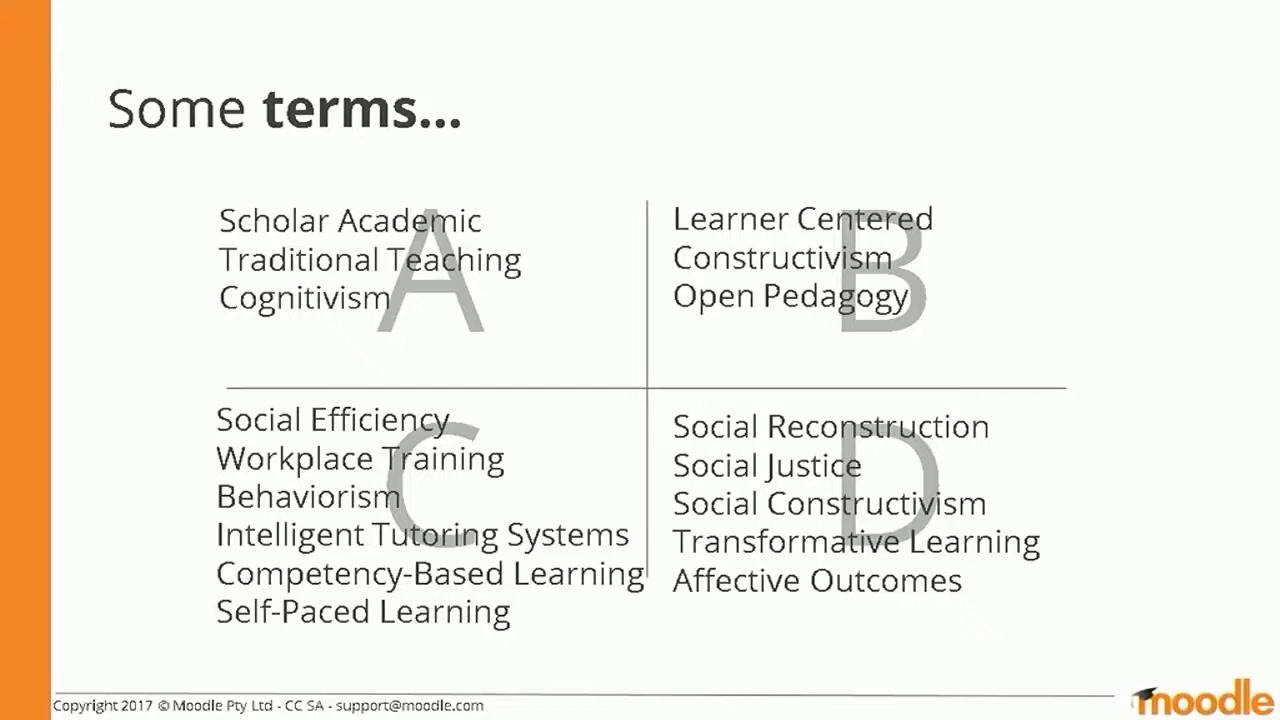 Some terms...
Scholar Academic
Traditional Teaching
Cognitivism
A
Learner Centered
Constructivism
Open Pedagogy
B
Social Efficiency
Workplace Training
Behaviorism
Intelligent Tutoring Systems
Competency-Based Learning
Self-Paced Learning
C
Social Reconstruction
Social Justice
Social Constructivism
Transformative Learning
Affective Outcomes
D
Copyright 2017 © Moodle Pty Ltd - CC SA - support@moodle.com
moodle